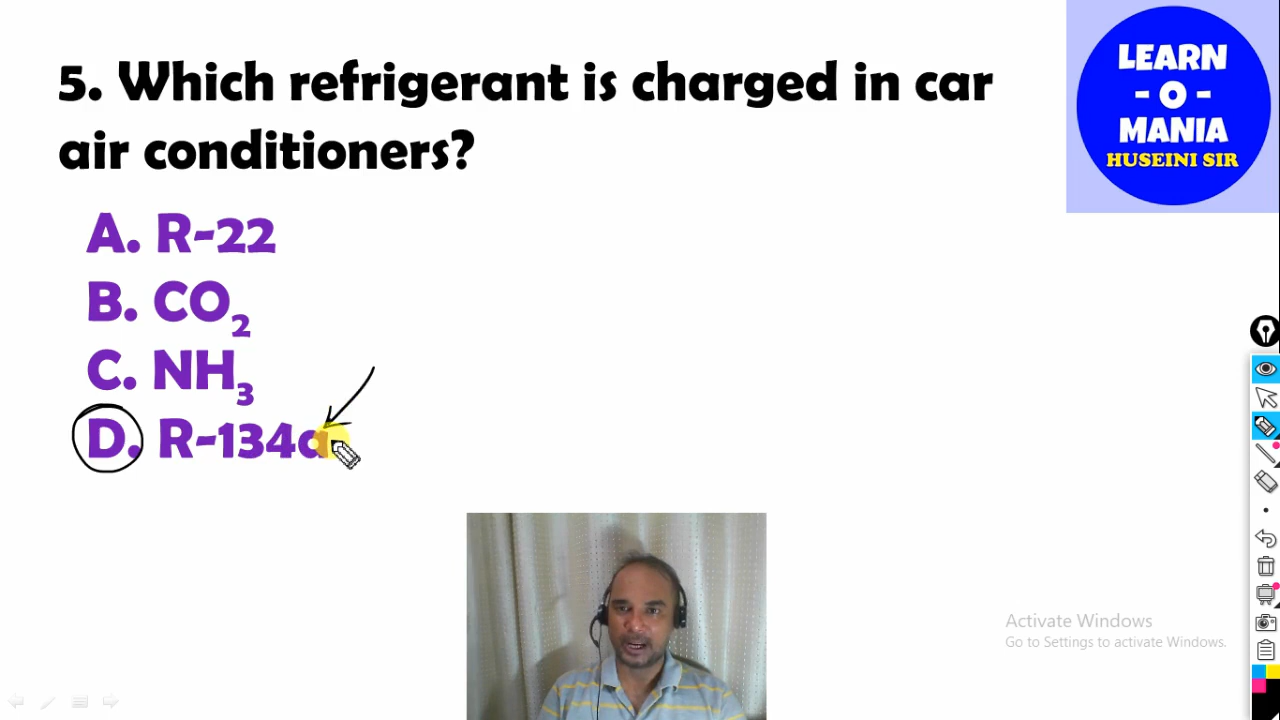 5. Which refrigerant is charged in car
air conditioners?
A. R-22
B. CO₂
C. NH₃
D. R-134a
LEARN
- O -
MANIA
HUSEINI SIR
Activate Windows
Go to Settings to activate Windows.